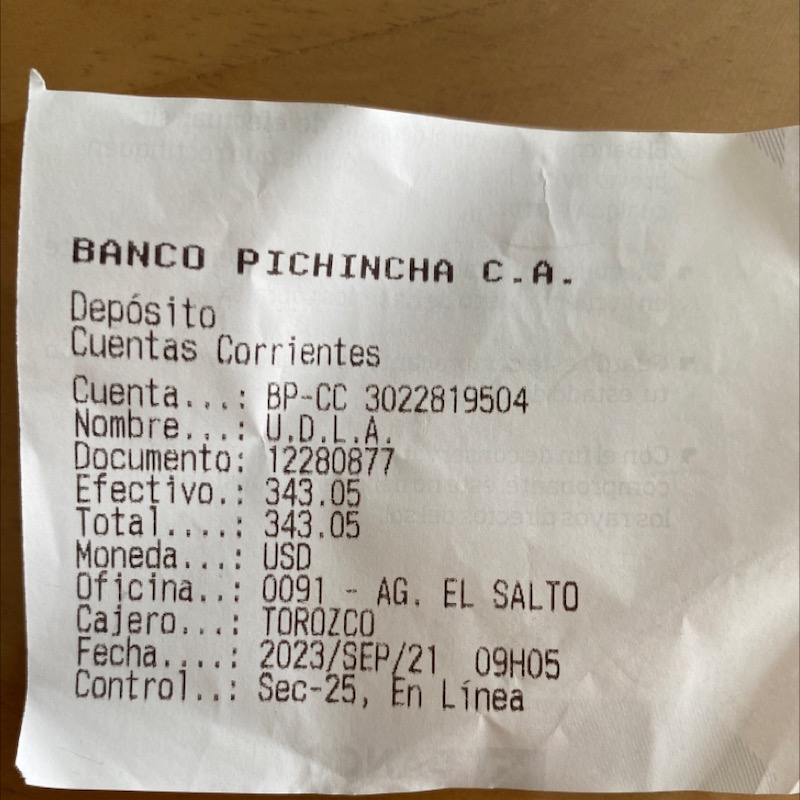 BANCO PICHINCHA C.A.
Depósito
Cuentas Corrientes
Cuenta...: BP-CC 3022819504
Nombre...: U.D.L.A.
Documento: 12280877
Efectivo.: 343.05
Total....: 343.05
Moneda...: USD
Oficina..: 0091 - AG. EL SALTO
Cajero...: TOROZCO
Fecha....: 2023/SEP/21 09H05
Control..: Sec-25, En Línea